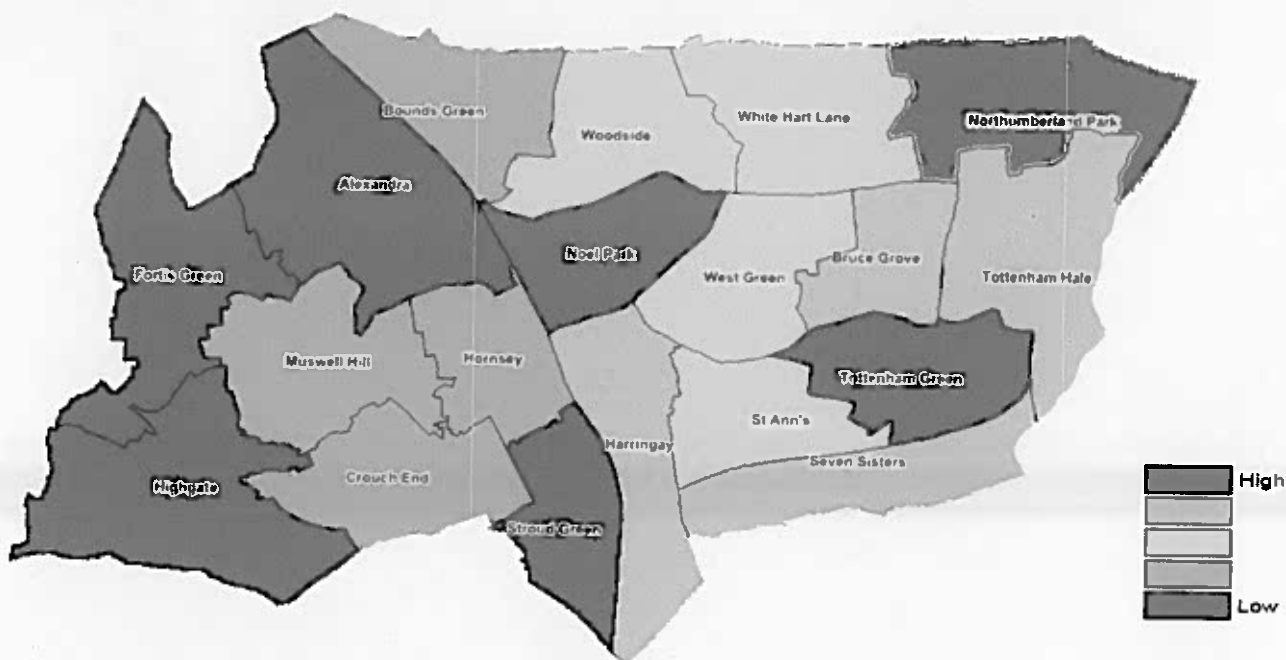 Bounds Green
Woodside
White Hart Lane
Northumberland Park
Alexandra
Fortis Green
Noel Park
West Green
Bruce Grove
Tottenham Hale
Muswell Hill
Hornsey
Tottenham Green
St Ann's
Harringay
Seven Sisters
Crouch End
Highgate
Stroud Green
High
Low